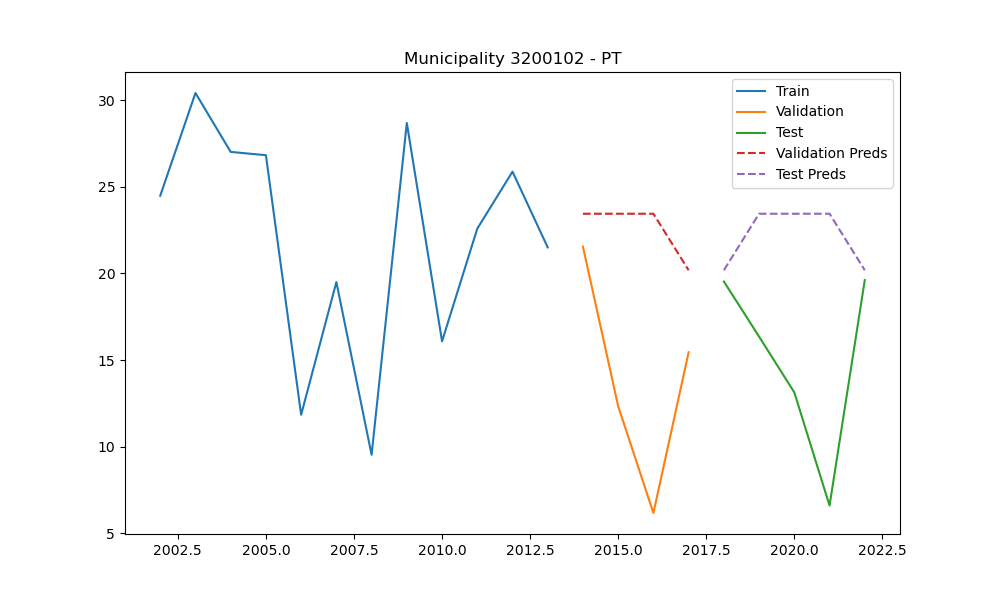 Municipality 3200102 - PT
Train
Validation
Test
Validation Preds
Test Preds
30
25
20
15
10
5
2002.5 2005.0 2007.5 2010.0 2012.5 2015.0 2017.5 2020.0 2022.5